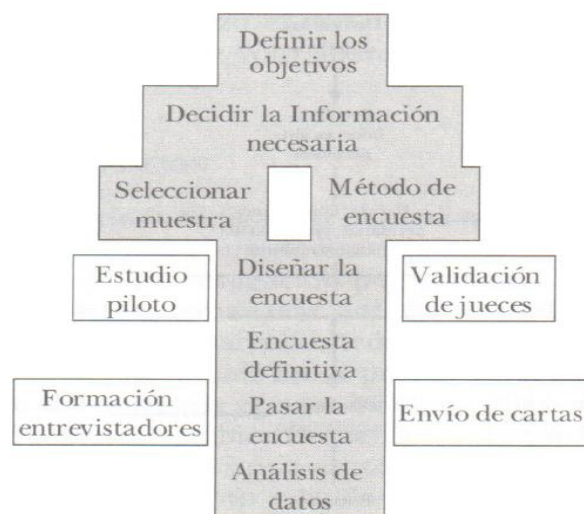 Definir los
objetivos
Decidir la Información
necesaria
Seleccionar
muestra
Método de
encuesta
Estudio
piloto
Diseñar la
encuesta
Validación
de jueces
Encuesta
definitiva
Formación
entrevistadores
Pasar la
encuesta
Envío de cartas
Análisis de
datos